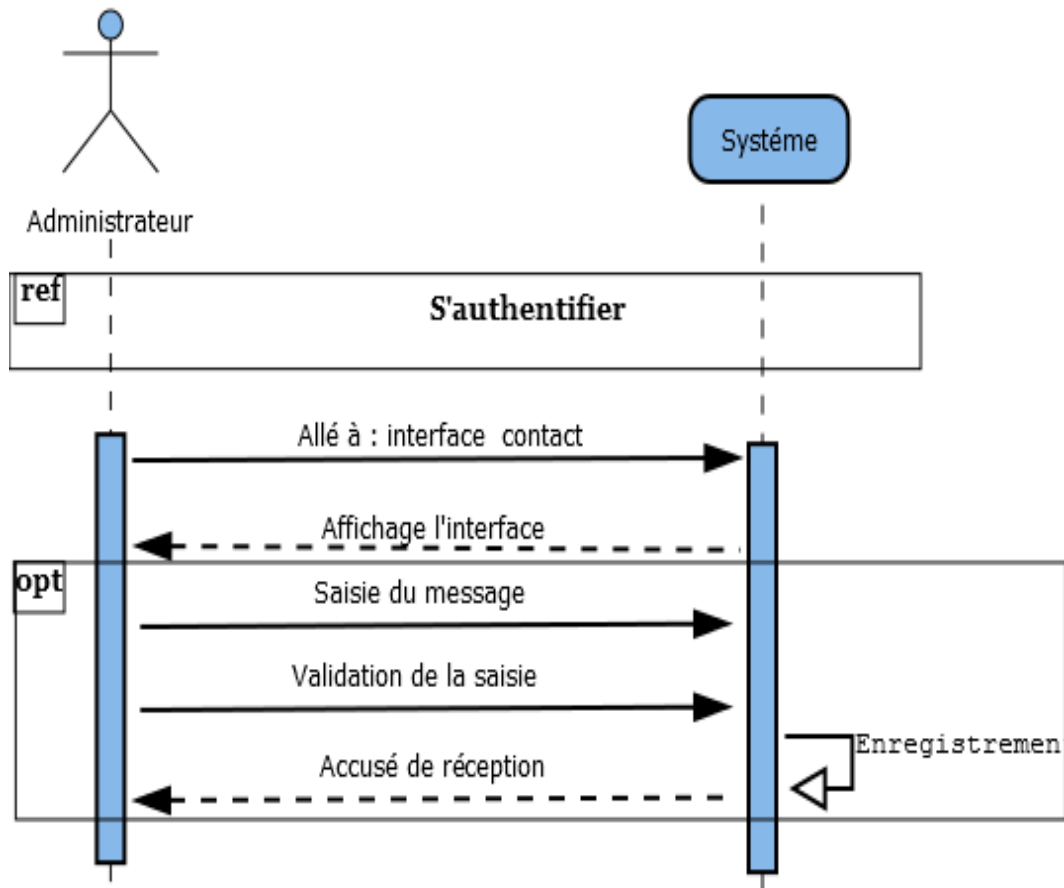 Systéme
Administrateur
ref
S'authentifier
Allé à : interface contact
Affichage l'interface
opt
Saisie du message
Validation de la saisie
Enregistremen
Accusé de réception